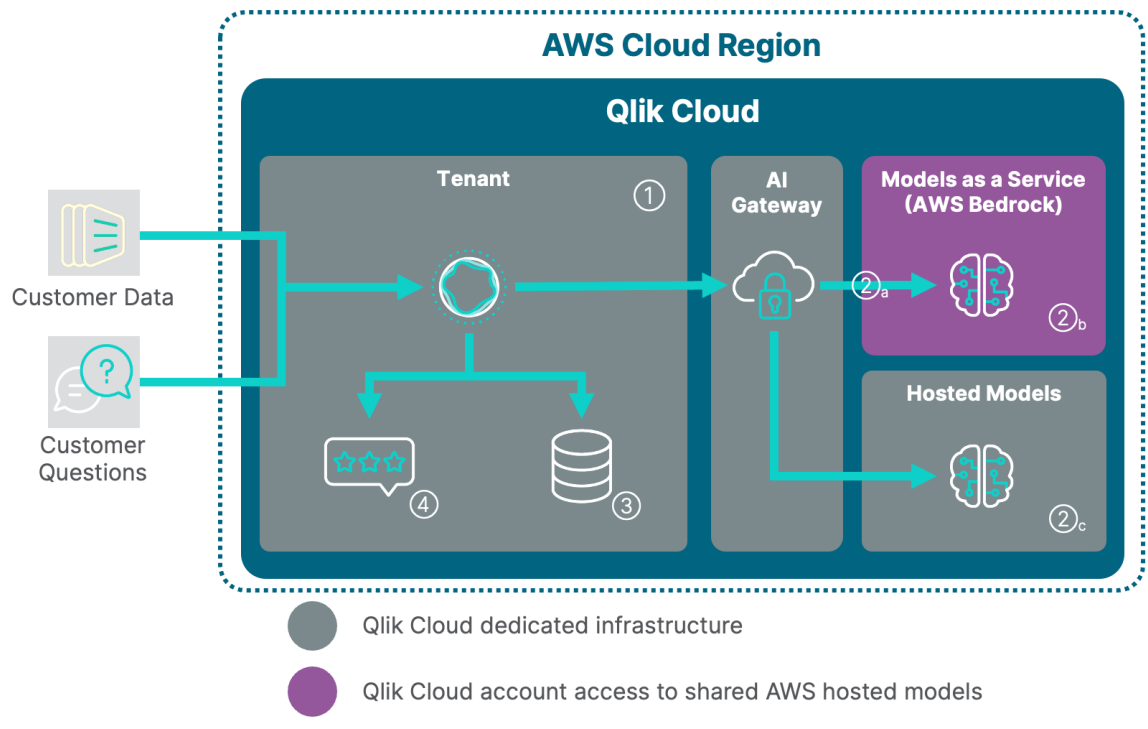 AWS Cloud Region
Qlik Cloud
Tenant
1
AI
Gateway
Models as a Service
(AWS Bedrock)
2a
2b
Customer Data
?
Customer
Questions
Hosted Models
4
3
2c
Qlik Cloud dedicated infrastructure
Qlik Cloud account access to shared AWS hosted models